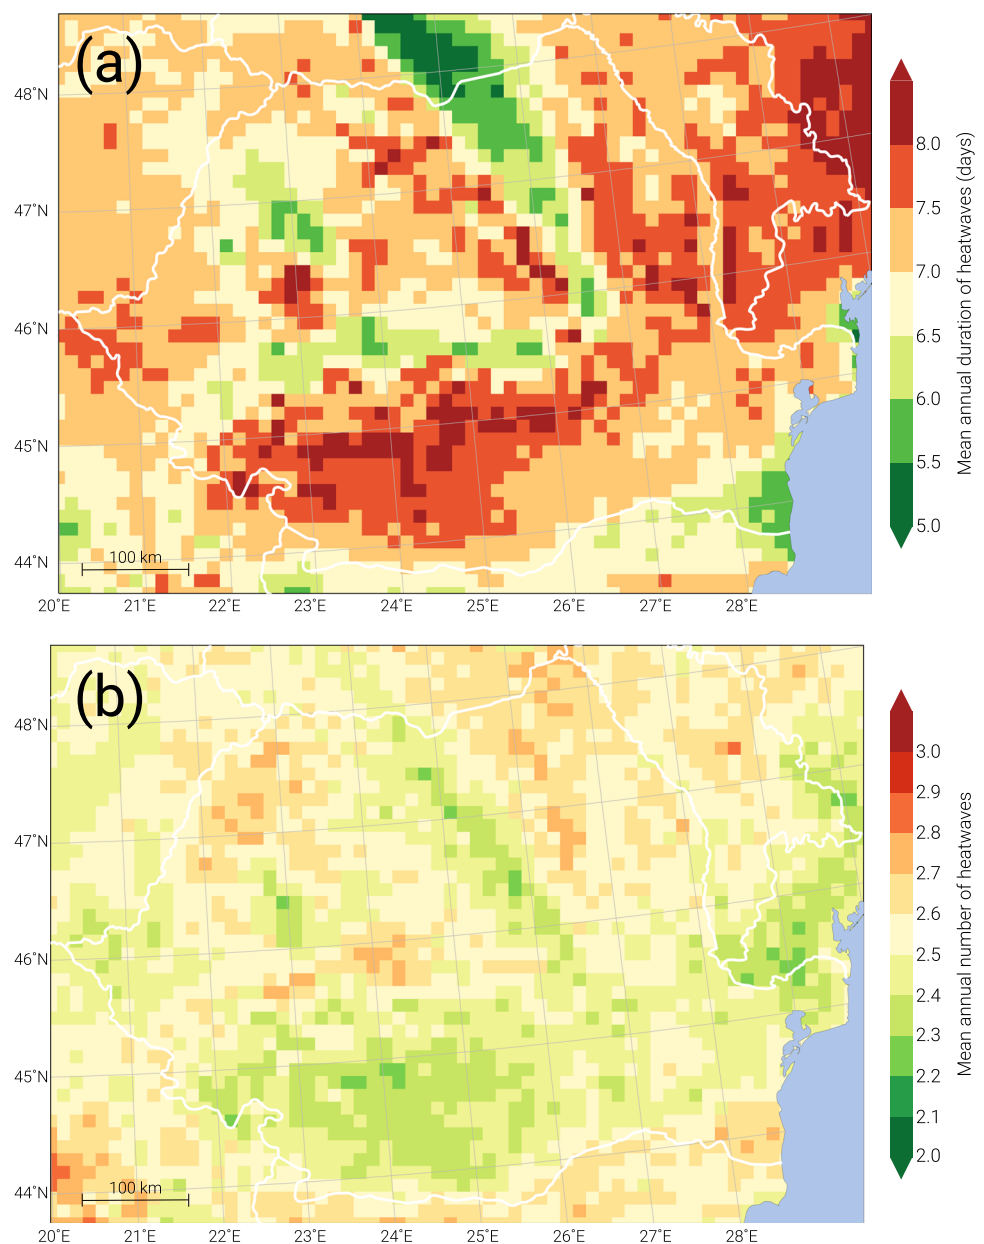 (a)
48°N
47°N
46°N
45°N
44°N
100 km
20°E 21°E 22°E 23°E 24°E 25°E 26°E 27°E 28°E
8.0
7.5
7.0
6.5
6.0
5.5
5.0
Mean annual duration of heatwaves (days)
(b)
48°N
47°N
46°N
45°N
44°N
100 km
20°E 21°E 22°E 23°E 24°E 25°E 26°E 27°E 28°E
3.0
2.9
2.8
2.7
2.6
2.5
2.4
2.3
2.2
2.1
2.0
Mean annual number of heatwaves